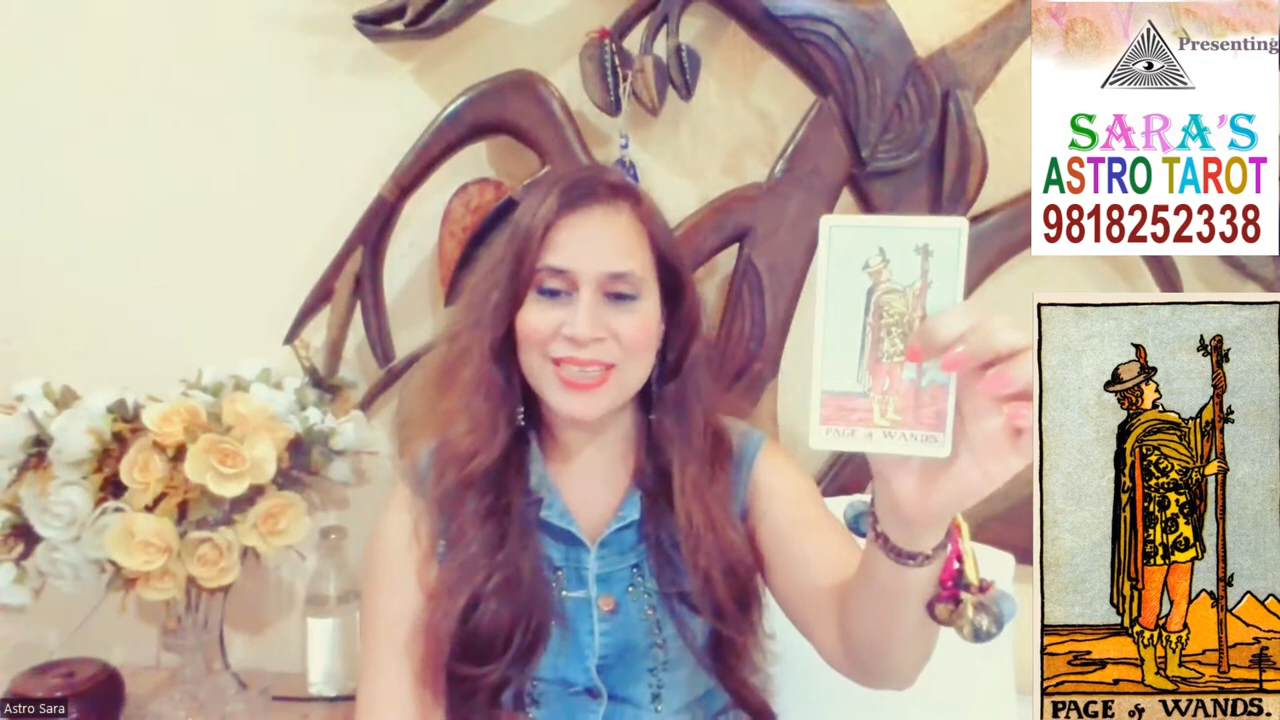 Presenting
SARA'S
ASTRO TAROT
9818252338
PAGE of WANDS.
PAGE of WANDS.
Astro Sara